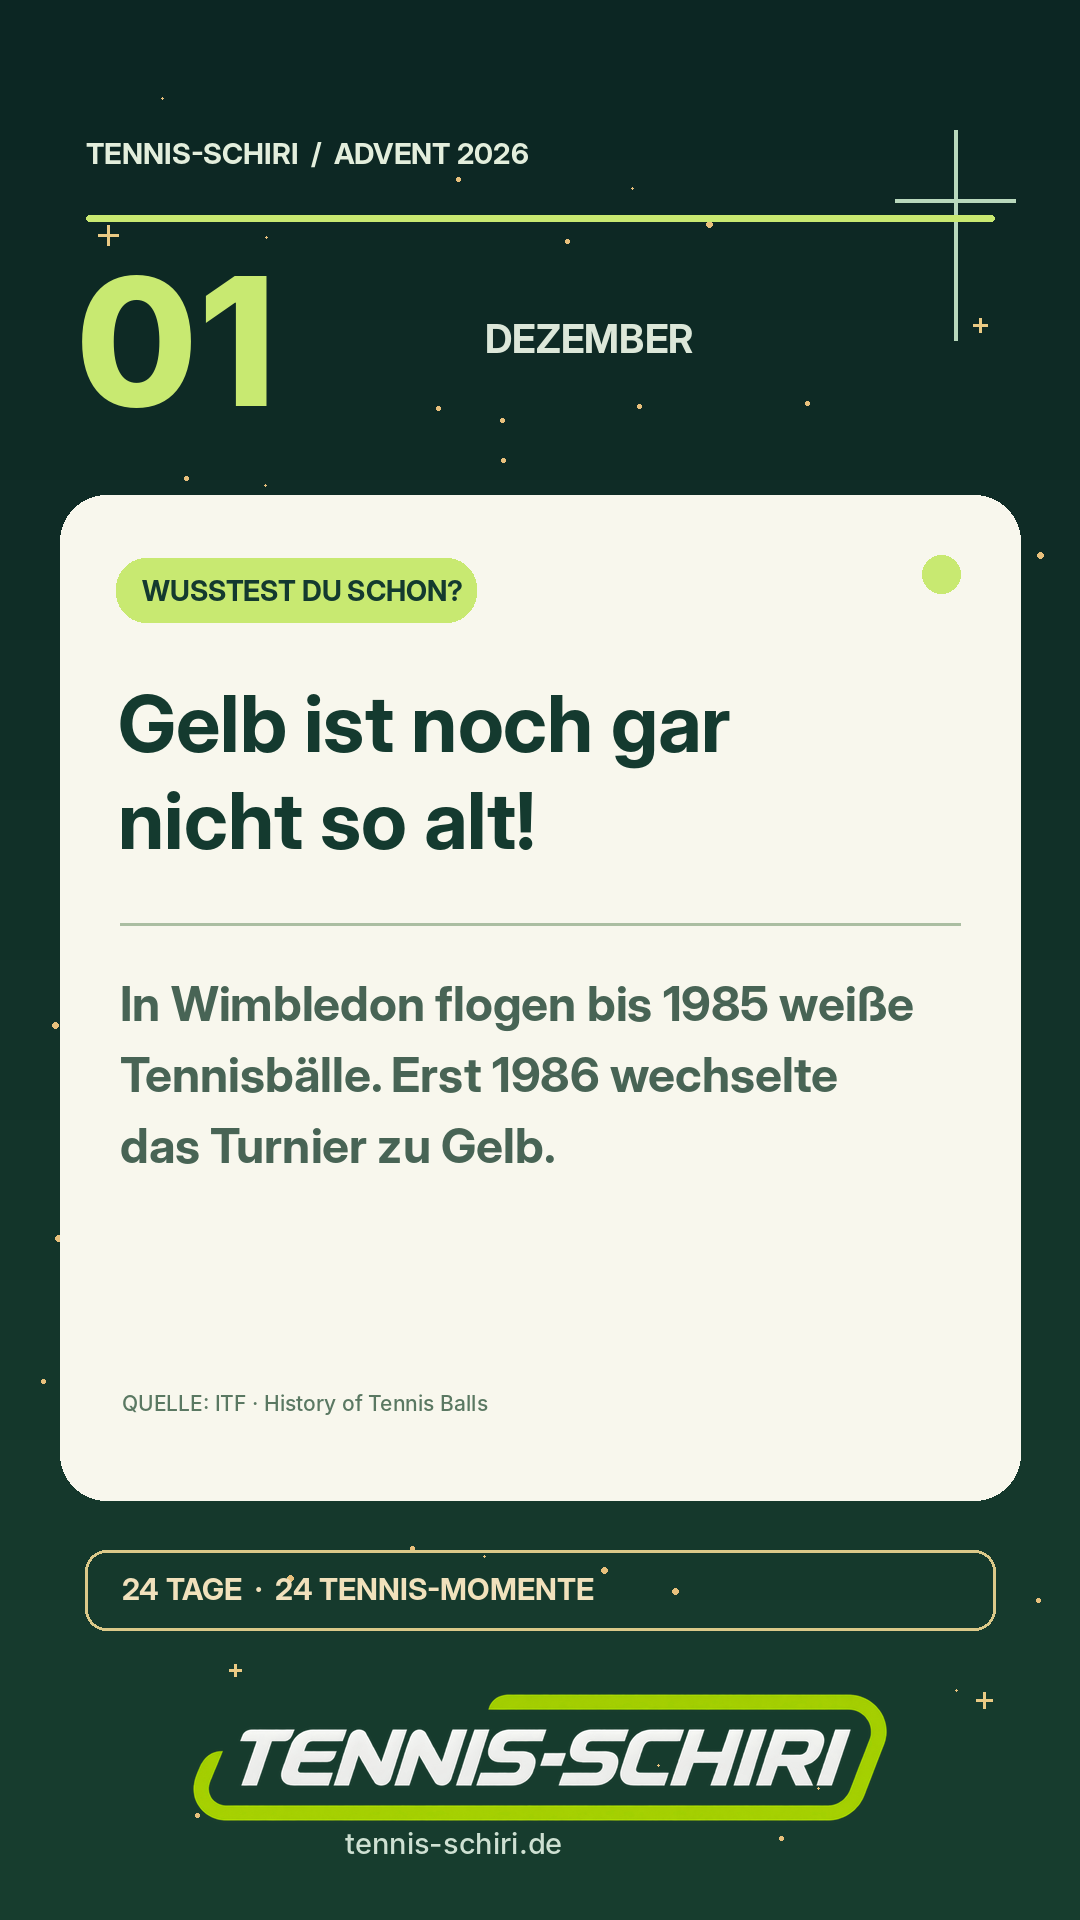 TENNIS-SCHIRI / ADVENT 2026
01
DEZEMBER
WUSSTEST DU SCHON?
Gelb ist noch gar
nicht so alt!
In Wimbledon flogen bis 1985 weiße
Tennisbälle. Erst 1986 wechselte
das Turnier zu Gelb.
QUELLE: ITF · History of Tennis Balls
24 TAGE · 24 TENNIS-MOMENTE
TENNIS-SCHIRI
tennis-schiri.de